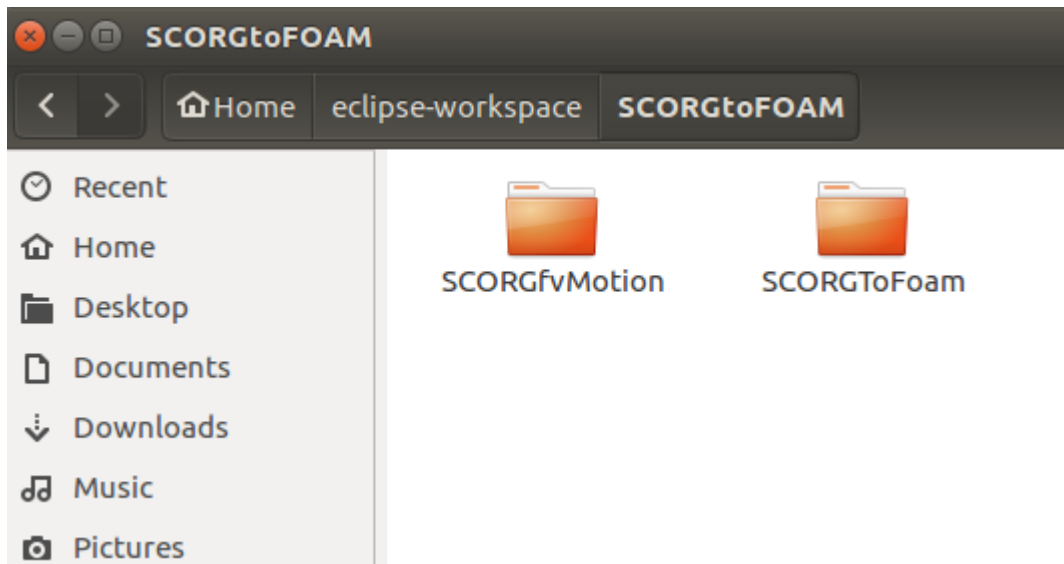 SCORGtoFOAM
Home eclipse-workspace SCORGtoFOAM
Recent
Home
Desktop
Documents
Downloads
Music
Pictures
SCORGfvMotion
SCORGToFoam